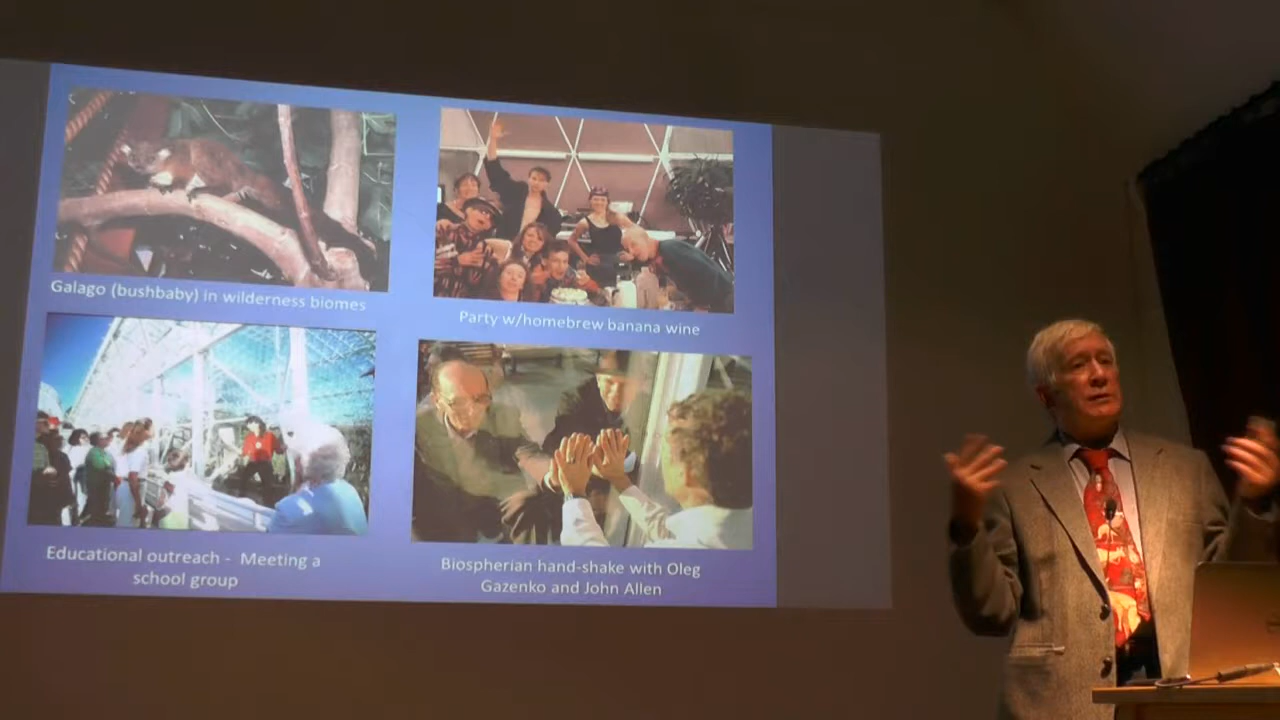 Galago (bushbaby) in wilderness biomes
Party w/homebrew banana wine
Educational outreach - Meeting a
school group
Biospherian hand-shake with Oleg
Gazenko and John Allen